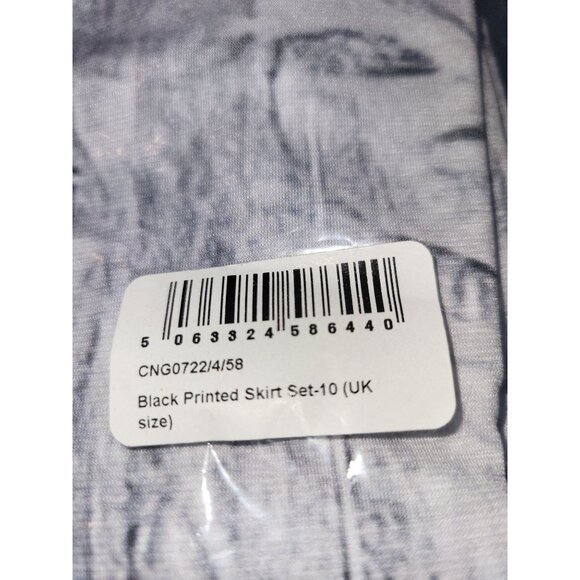 5 063324 586440
CNG0722/4/58
Black Printed Skirt Set-10 (UK
size)